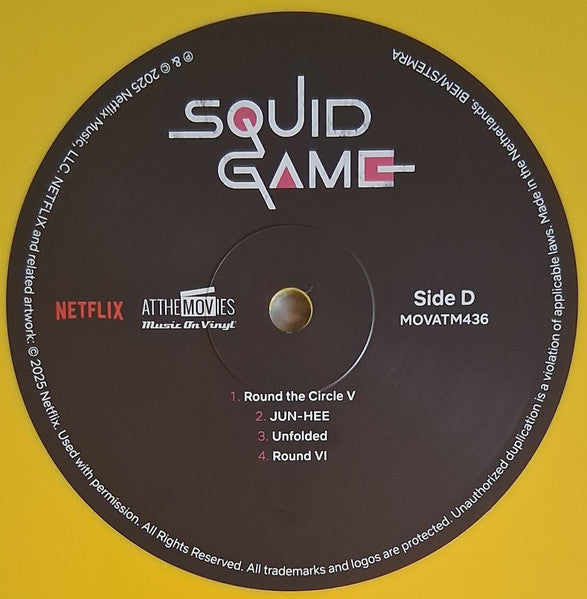 SQUID
GAME
NETFLIX
ATTHEMOVIES
Music On Vinyl
Side D
MOVATM436
1. Round the Circle V
2. JUN-HEE
3. Unfolded
4. Round VI
℗ & © 2025 Netflix Music, LLC. NETFLIX and related artwork: © 2025 Netflix. Used with permission. All Rights Reserved. All trademarks and logos are protected. Unauthorized duplication is a violation of applicable laws. Made in the Netherlands. BIEM/STEMRA